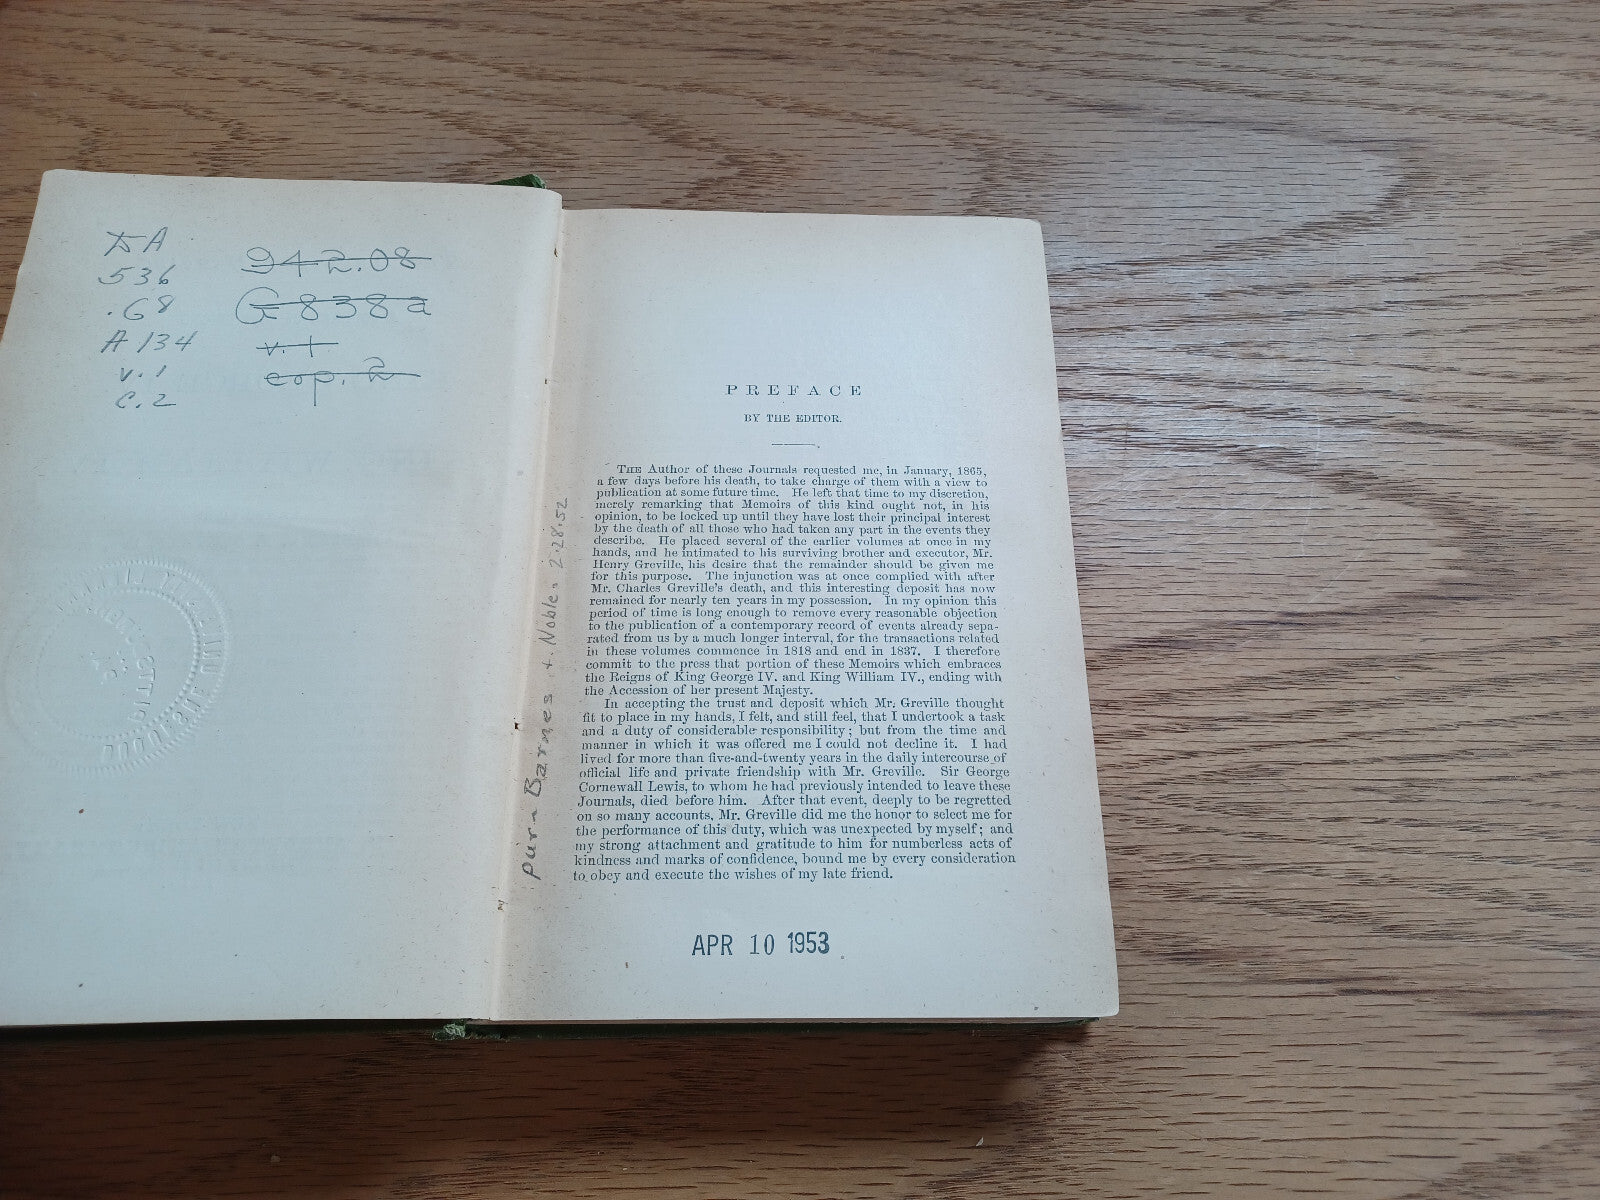 DA
536
.G8
A 134
v. 1
C. 2
942.08
G838a
v. 1
cop. 2
Barnes + Noble 2.28.52
PREFACE
BY THE EDITOR.
THE Author of these Journals requested me, in January, 1865,
a few days before his death, to take charge of them with a view to
publication at some future time. He left that time to my discretion,
merely remarking that Memoirs of this kind ought not, in his
opinion, to be locked up until they have lost their principal interest
by the death of all those who had taken any part in the events they
describe. He placed several of the earlier volumes at once in my
hands, and he intimated to his surviving brother and executor, Mr.
Henry Greville, his desire that the remainder should be given me
for this purpose. The injunction was at once complied with after
Mr. Charles Greville's death, and this interesting deposit has now
remained for nearly ten years in my possession. In my opinion this
period of time is long enough to remove every reasonable objection
to the publication of a contemporary record of events already sepa-
rated from us by a much longer interval, for the transactions related
in these volumes commence in 1818 and end in 1837. I therefore
commit to the press that portion of these Memoirs which embraces
the Reigns of King George IV. and King William IV., ending with
the Accession of her present Majesty.
In accepting the trust and deposit which Mr. Greville thought
fit to place in my hands, I felt, and still feel, that I undertook a task
and a duty of considerable responsibility; but from the time and
manner in which it was offered me I could not decline it. I had
lived for more than five-and-twenty years in the daily intercourse of
official life and private friendship with Mr. Greville. Sir George
Cornewall Lewis, to whom he had previously intended to leave these
Journals, died before him. After that event, deeply to be regretted
on so many accounts, Mr. Greville did me the honor to select me for
the performance of this duty, which was unexpected by myself; and
my strong attachment and gratitude to him for numberless acts of
kindness and marks of confidence, bound me by every consideration
to obey and execute the wishes of my late friend.
APR 10 1953